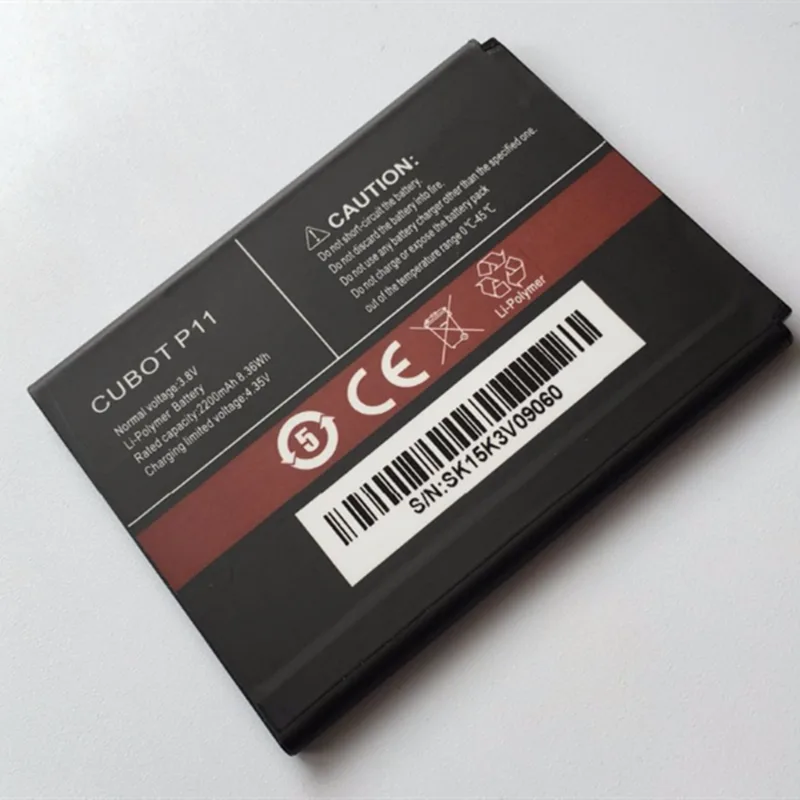 CUBOT P11
Normal voltage:3.8V
Li-Polymer Battery
Rated capacity:2200mAh 8.36Wh
Charging limited voltage:4.35V
CAUTION:
Do not short-circuit the battery.
Do not discard the battery into fire.
Do not use any battery charger other than the specified one.
Do not charge or expose the battery pack
out of the temperature range 0℃-45℃
5
CE
Li-Polymer
S/N:SK15K3V09060